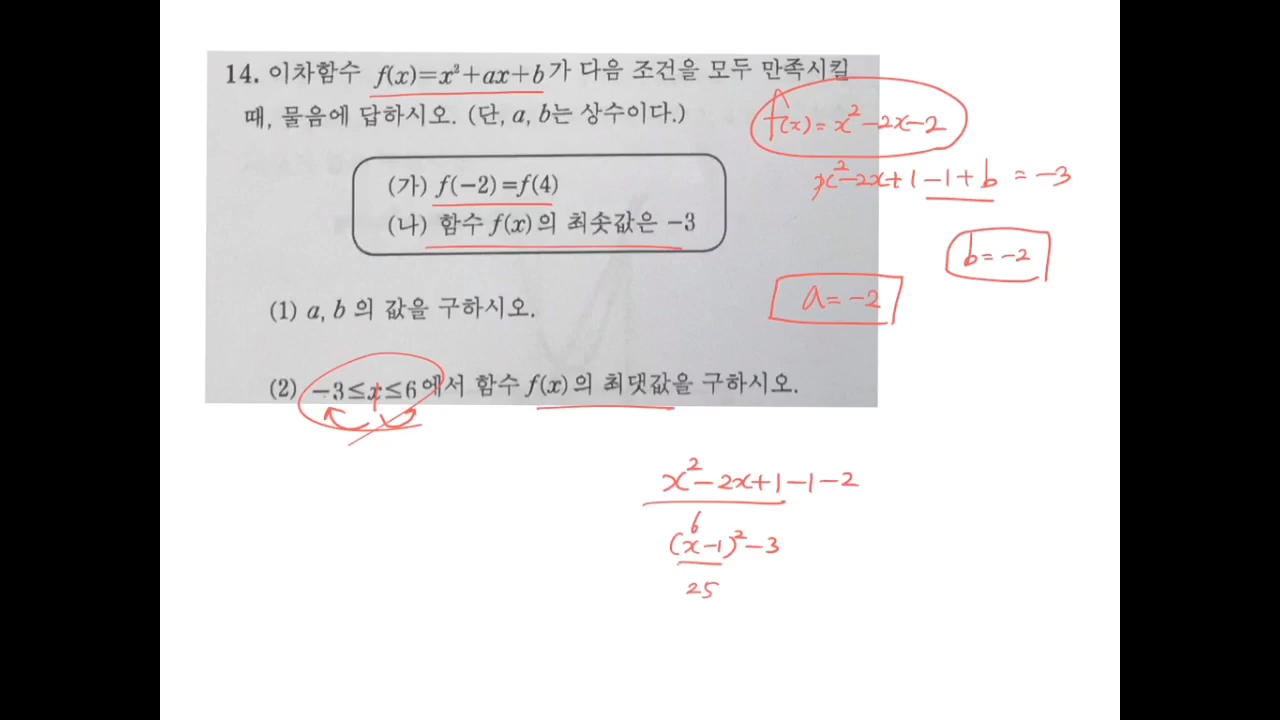 14. 이차함수 f(x)=x²+ax+b가 다음 조건을 모두 만족시킬
때, 물음에 답하시오. (단, a, b는 상수이다.)
f(x)=x²-2x-2
(가) f(-2)=f(4)
(나) 함수 f(x)의 최솟값은 -3
x²-2x+1-1+b=-3
b=-2
a=-2
(1) a, b의 값을 구하시오.
(2) -3≤x≤6에서 함수 f(x)의 최댓값을 구하시오.
x²-2x+1-1-2
6
(x-1)²-3
25